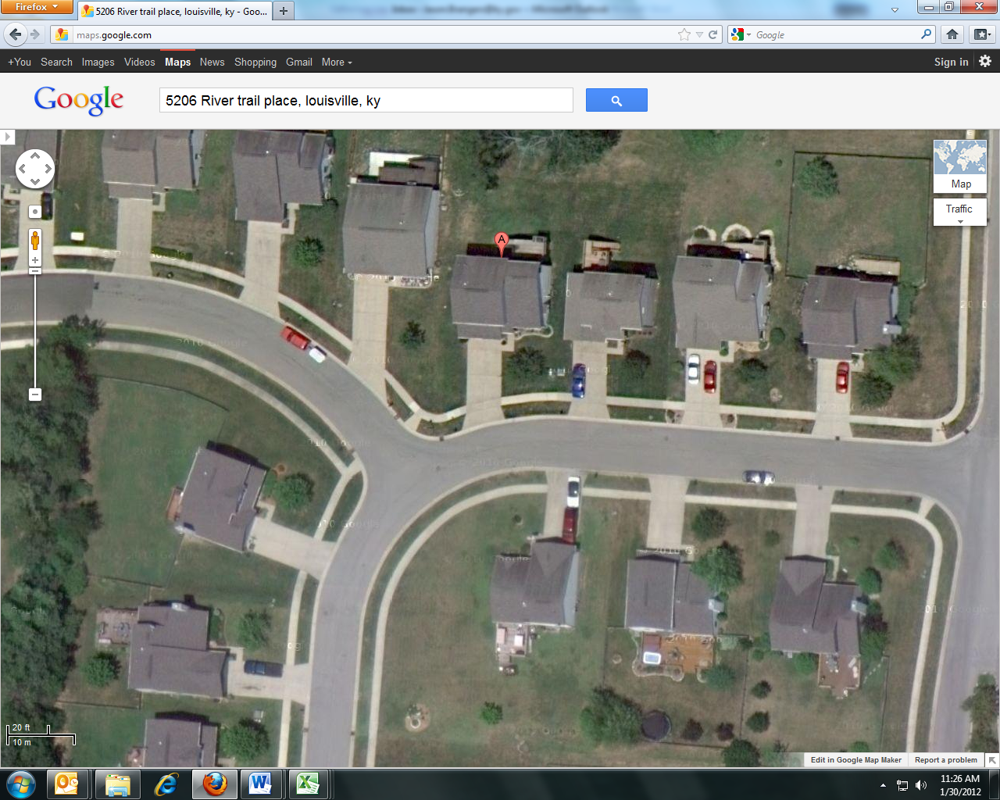 Firefox
5206 River trail place, louisville, ky - Goo...
maps.google.com
Google
+You Search Images Videos Maps News Shopping Gmail More
Sign in
Google
5206 River trail place, louisville, ky
Map
Traffic
A
20 ft
10 m
Edit in Google Map Maker
Report a problem
11:26 AM
1/30/2012